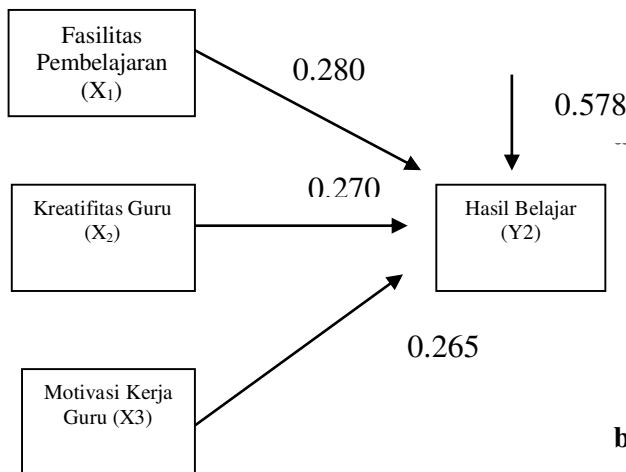 Fasilitas
Pembelajaran
(X₁)
0.280
0.578
0.270
Kreatifitas Guru
(X₂)
Hasil Belajar
(Y2)
0.265
Motivasi Kerja
Guru (X3)
b